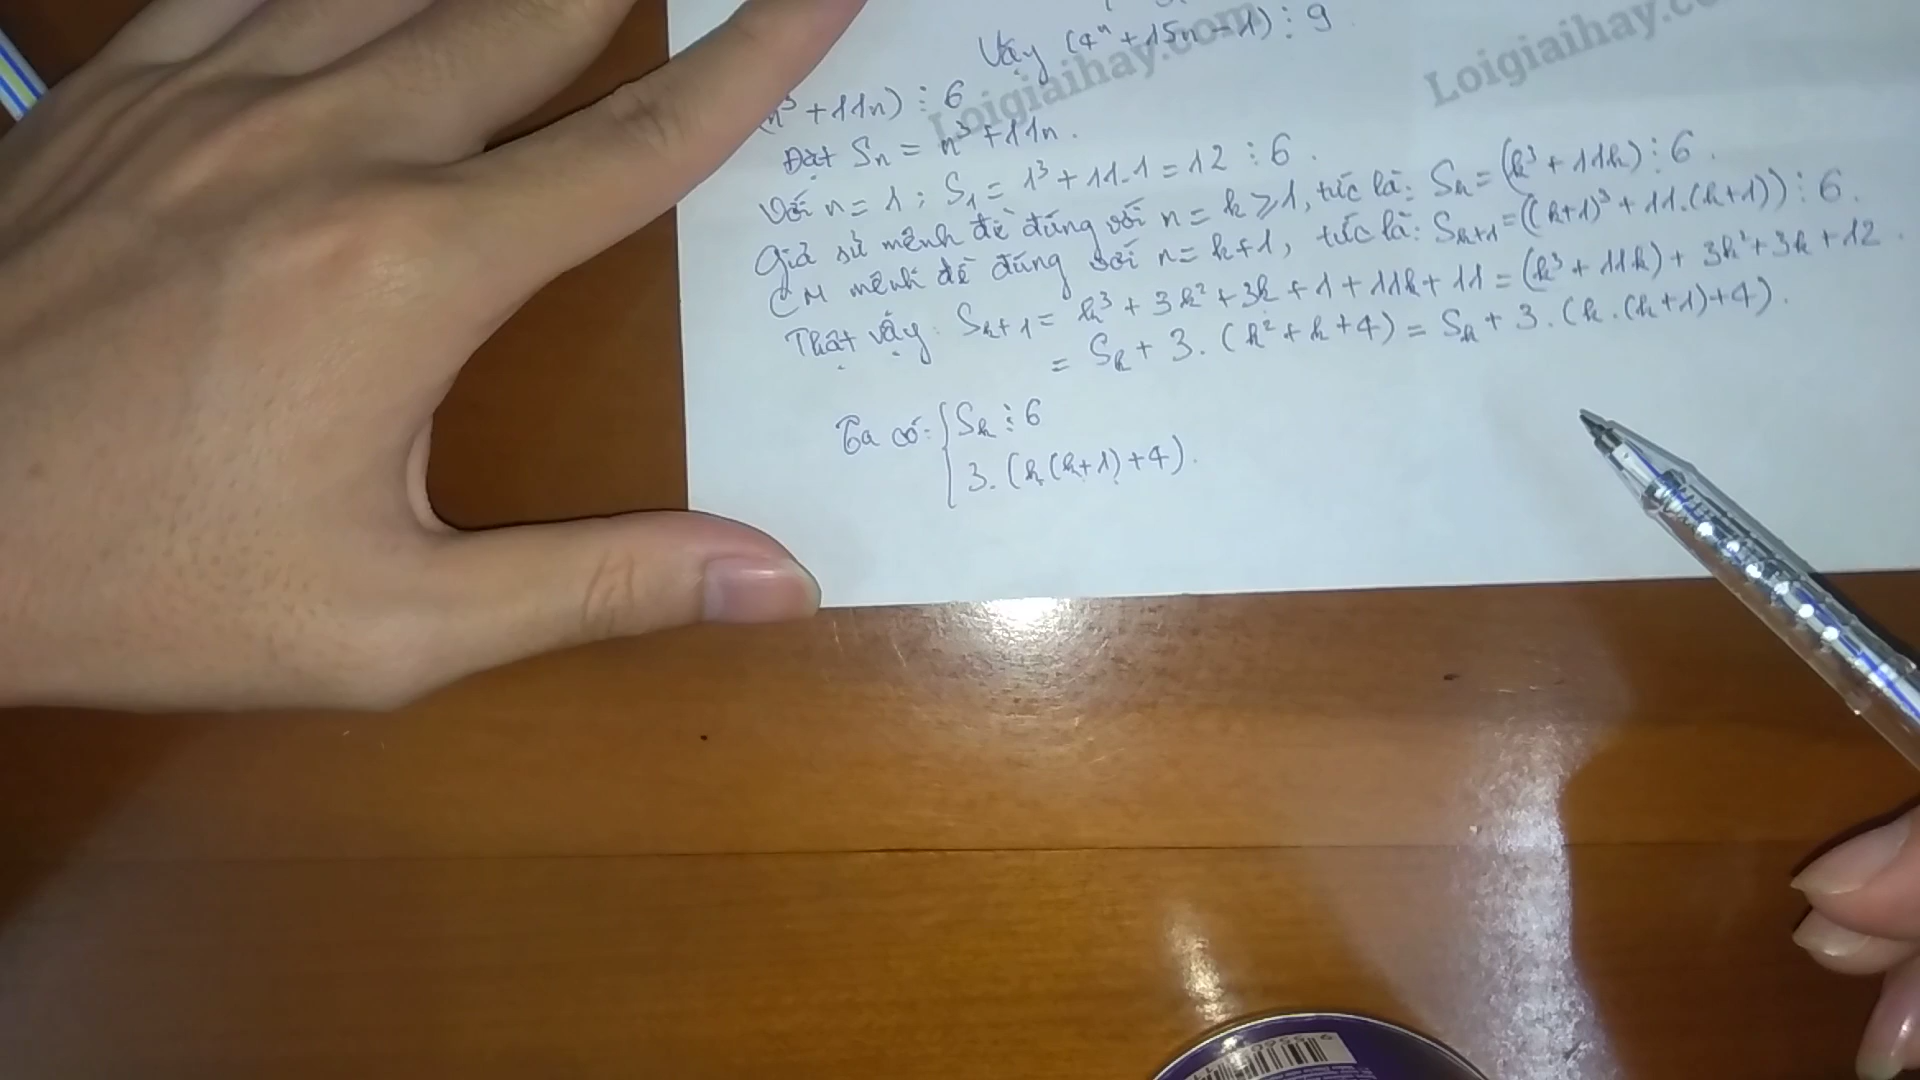 Vậy (4ⁿ + 15n - 1) ⋮ 9
(n³ + 11n) ⋮ 6
Đặt Sn = n³ + 11n.
Với n = 1 ; S₁ = 1³ + 11.1 = 12 ⋮ 6.
Giả sử mệnh đề đúng với n = k ≥ 1, tức là: Sk = (k³ + 11k) ⋮ 6.
CM mệnh đề đúng với n = k+1, tức là: Sk+1 = ((k+1)³ + 11.(k+1)) ⋮ 6.
Thật vậy: Sk+1 = k³ + 3k² + 3k + 1 + 11k + 11 = (k³ + 11k) + 3k² + 3k + 12.
= Sk + 3. (k² + k + 4) = Sk + 3. (k.(k+1)+4).
Ta có: { Sk ⋮ 6
3. (k(k+1)+4).
Loigiaihay.com
Loigiaihay.co